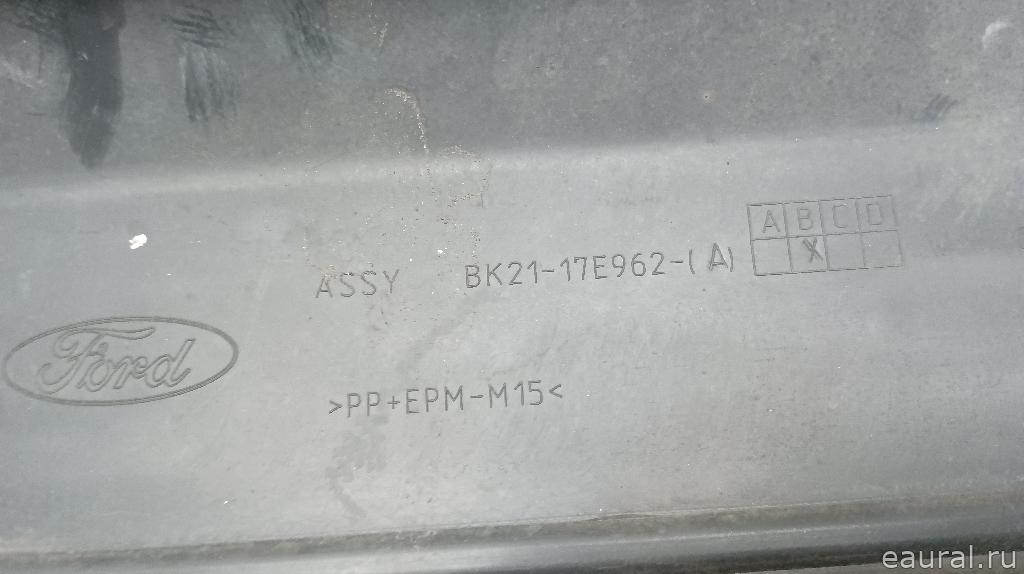 A B C D
X
ASSY BK21-17E962-(A)
Ford
>PP+EPM-M15<
eaural.ru